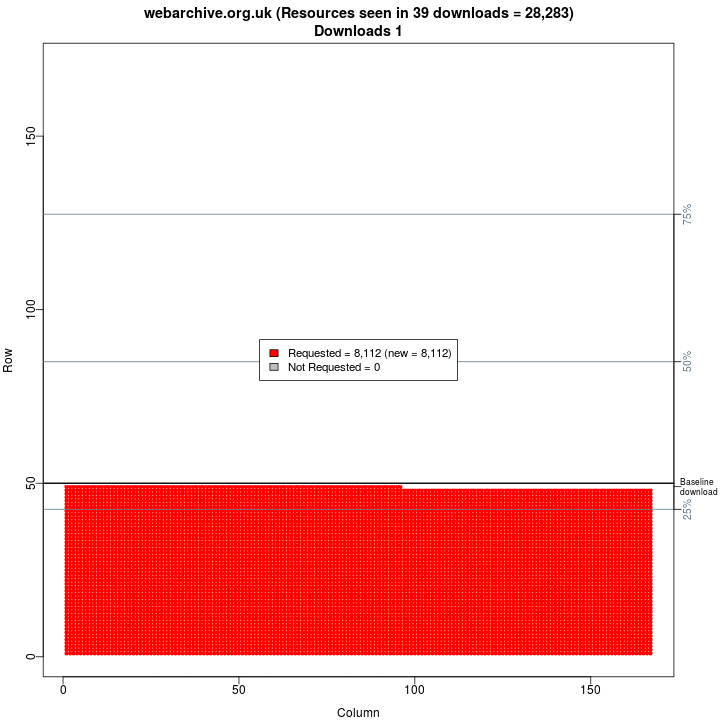 webarchive.org.uk (Resources seen in 39 downloads = 28,283)
Downloads 1
150
100
50
0
Row
75%
50%
25%
Baseline
download
Requested = 8,112 (new = 8,112)
Not Requested = 0
0
50
100
150
Column